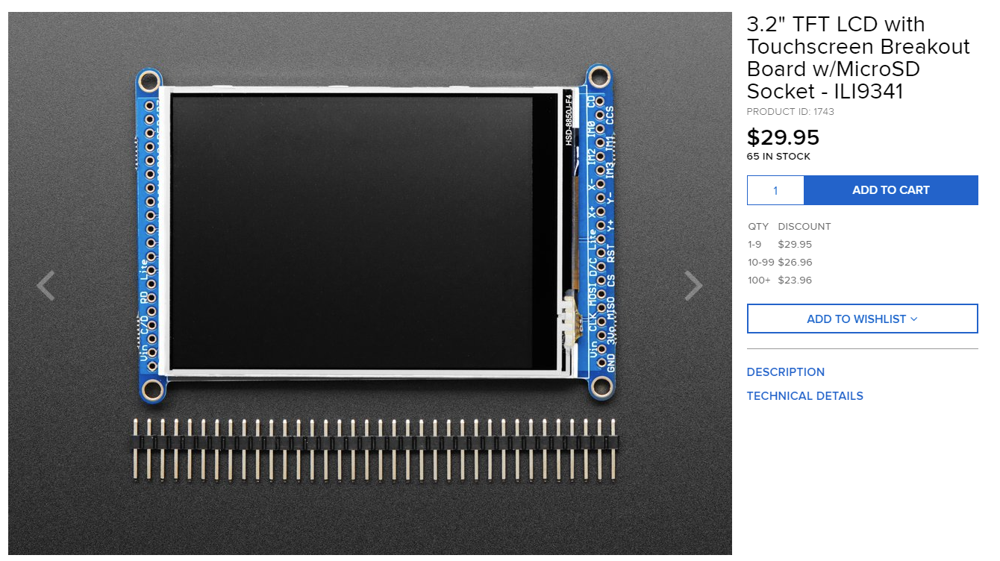 3.2" TFT LCD with
Touchscreen Breakout
Board w/MicroSD
Socket - ILI9341
PRODUCT ID: 1743
$29.95
65 IN STOCK
1 ADD TO CART
QTY DISCOUNT
1-9 $29.95
10-99 $26.96
100+ $23.96
ADD TO WISHLIST
DESCRIPTION
TECHNICAL DETAILS
HSD-8850J-F4
Lite
RD
C/D
Vin
CD
CCS
IM0
IM1
IM2
IM3
X-
Y-
X+
Y+
Lite
RST
D/C
CS
MOSI
MISO
CLK
3Vo
Vin
GND